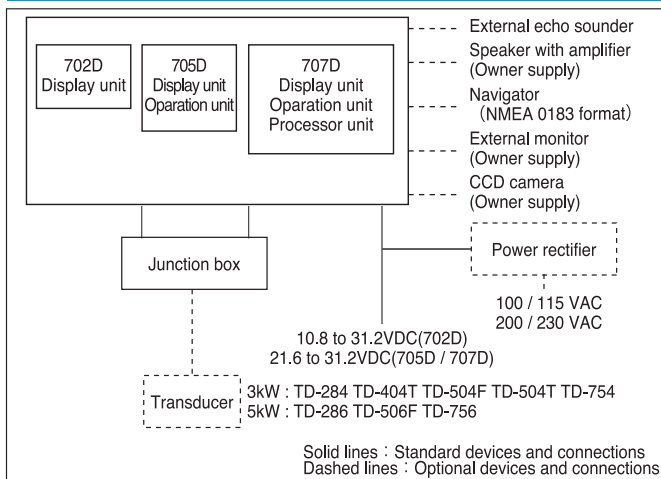 702D
Display unit
705D
Display unit
Oparation unit
707D
Display unit
Oparation unit
Processor unit
External echo sounder
Speaker with amplifier
(Owner supply)
Navigator
(NMEA 0183 format)
External monitor
(Owner supply)
CCD camera
(Owner supply)
Junction box
Power rectifier
100 / 115 VAC
200 / 230 VAC
10.8 to 31.2VDC(702D)
21.6 to 31.2VDC(705D / 707D)
Transducer
3kW : TD-284 TD-404T TD-504F TD-504T TD-754
5kW : TD-286 TD-506F TD-756
Solid lines : Standard devices and connections
Dashed lines : Optional devices and connections